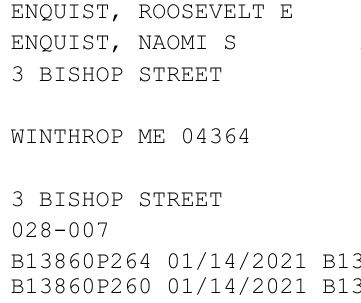 ENQUIST, ROOSEVELT E
ENQUIST, NAOMI S
3 BISHOP STREET
WINTHROP ME 04364
3 BISHOP STREET
028-007
B13860P264 01/14/2021 B13
B13860P260 01/14/2021 B13